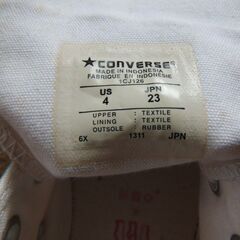 ★CONVERSE®
MADE IN INDONESIA
FABRIQUE EN INDONESIE
1CJ126
US JPN
4 23
UPPER : TEXTILE
LINING : TEXTILE
OUTSOLE : RUBBER
6X 1311 JPN